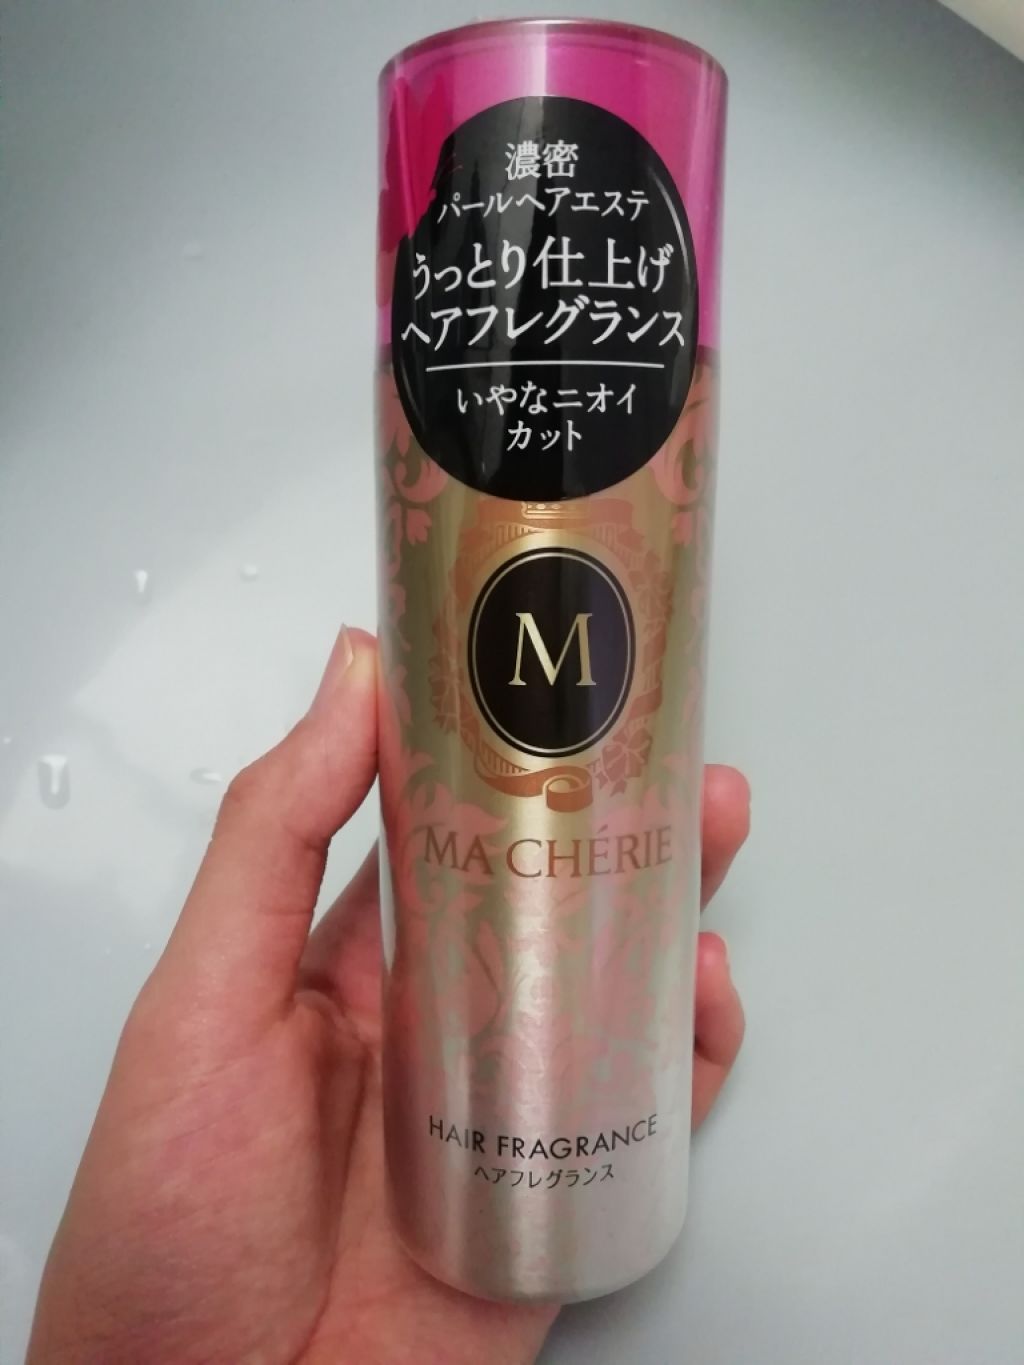 濃密
パールヘアエステ
うっとり仕上げ
ヘアフレグランス
いやなニオイ
カット
M
MA CHÉRIE
HAIR FRAGRANCE
ヘアフレグランス